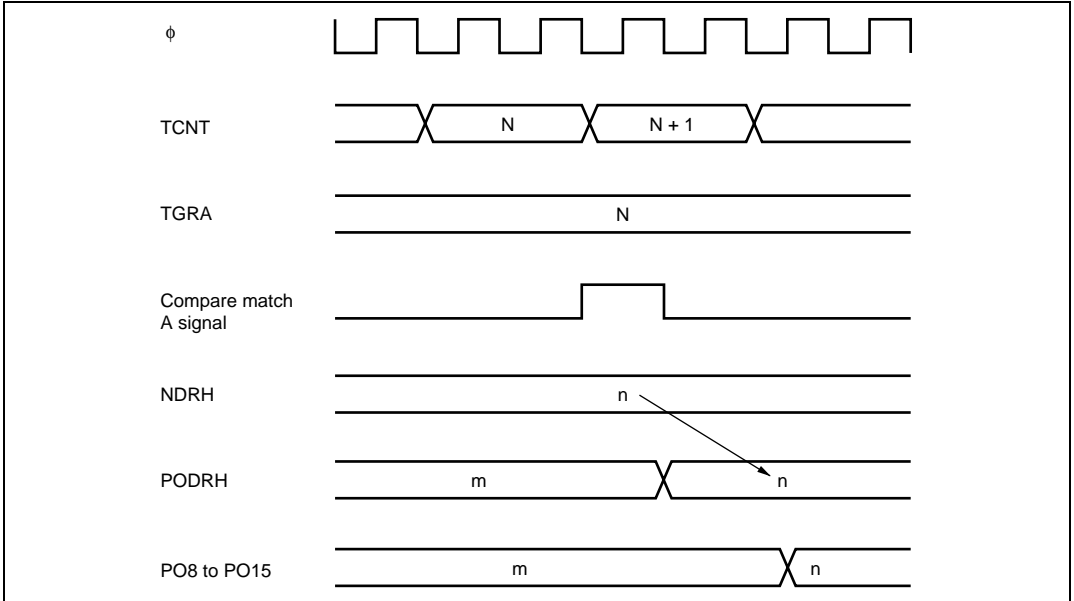 φ
TCNT
N
N + 1
TGRA
N
Compare match
A signal
NDRH
n
PODRH
m
n
PO8 to PO15
m
n